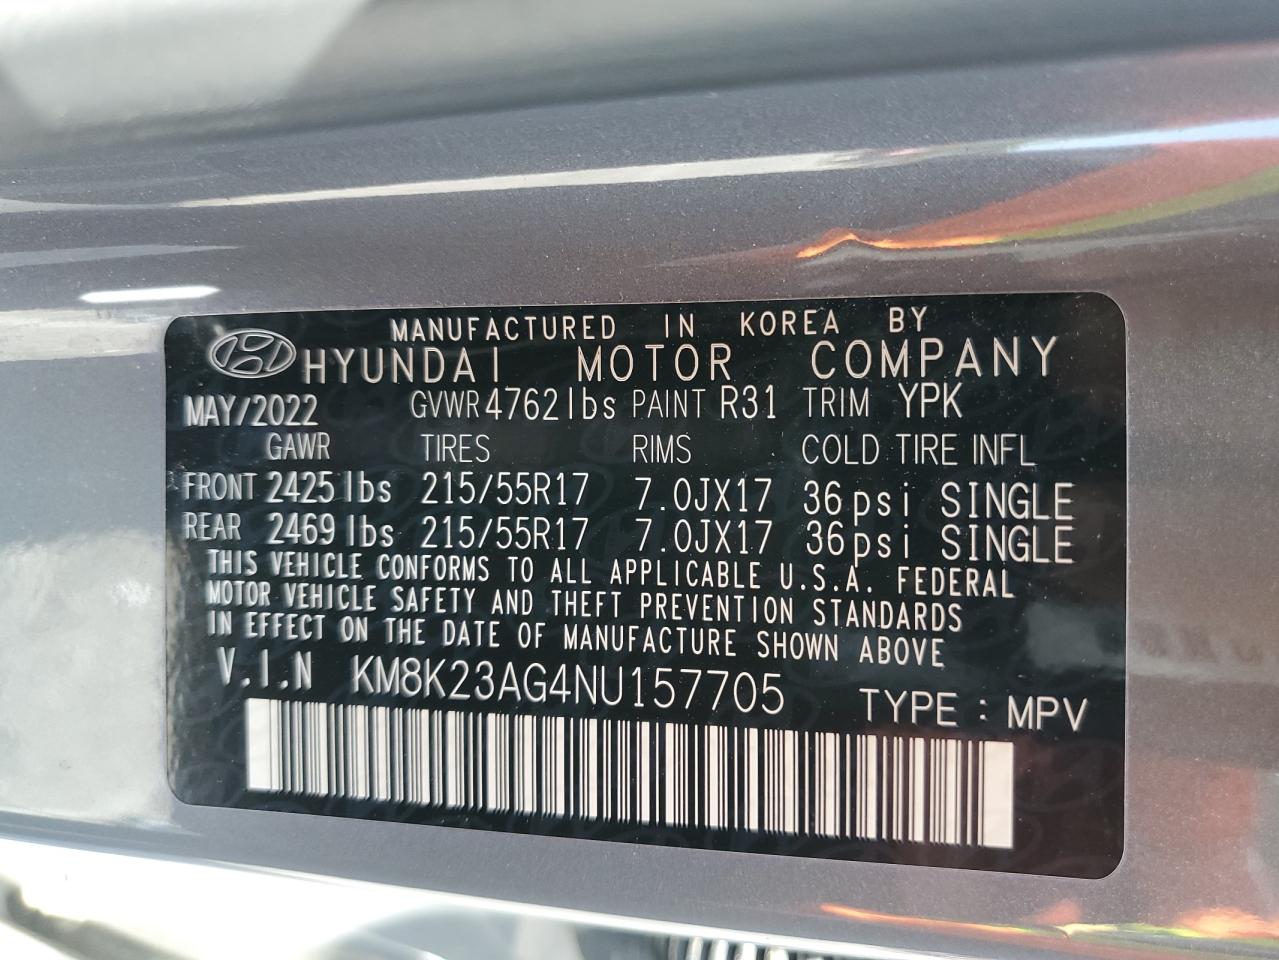 MANUFACTURED IN KOREA BY
HYUNDAI MOTOR COMPANY
MAY/2022 GVWR 4762 lbs PAINT R31 TRIM YPK
GAWR TIRES RIMS COLD TIRE INFL
FRONT 2425 lbs 215/55R17 7.0JX17 36 psi SINGLE
REAR 2469 lbs 215/55R17 7.0JX17 36 psi SINGLE
THIS VEHICLE CONFORMS TO ALL APPLICABLE U.S.A. FEDERAL
MOTOR VEHICLE SAFETY AND THEFT PREVENTION STANDARDS
IN EFFECT ON THE DATE OF MANUFACTURE SHOWN ABOVE
V.I.N KM8K23AG4NU157705 TYPE : MPV